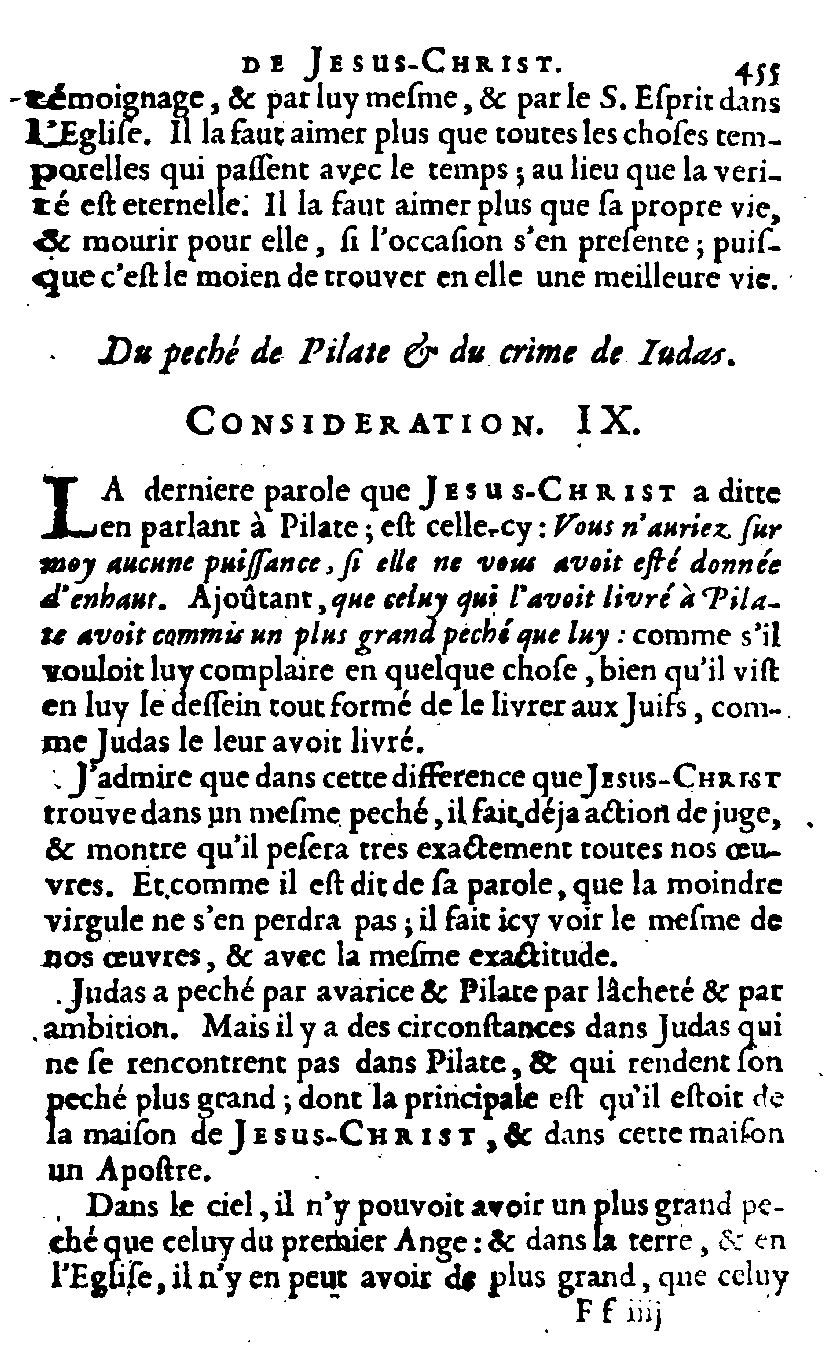 DE JESUS-CHRIST. 455
témoignage, & par luy meſme, & par le S. Eſprit dans
l'Egliſe. Il la faut aimer plus que toutes les choſes tem-
porelles qui paſſent avec le temps ; au lieu que la veri-
té eſt eternelle. Il la faut aimer plus que ſa propre vie,
& mourir pour elle, ſi l'occaſion s'en preſente ; puiſ-
que c'eſt le moien de trouver en elle une meilleure vie.
Du peché de Pilate & du crime de Iudas.
CONSIDERATION. IX.
LA derniere parole que JESUS-CHRIST a ditte
en parlant à Pilate ; eſt celle-cy : Vous n'auriez ſur
moy aucune puiſſance, ſi elle ne vous avoit eſté donnée
d'enhaut. Ajoûtant, que celuy qui l'avoit livré à Pila-
te avoit commis un plus grand peché que luy : comme s'il
vouloit luy complaire en quelque choſe, bien qu'il viſt
en luy le deſſein tout formé de le livrer aux Juifs, com-
me Judas le leur avoit livré.
J'admire que dans cette difference que JESUS-CHRIST
trouve dans un meſme peché, il fait déja action de juge,
& montre qu'il peſera tres exactement toutes nos œu-
vres. Et comme il eſt dit de ſa parole, que la moindre
virgule ne s'en perdra pas ; il fait icy voir le meſme de
nos œuvres, & avec la meſme exactitude.
Judas a peché par avarice & Pilate par lâcheté & par
ambition. Mais il y a des circonſtances dans Judas qui
ne ſe rencontrent pas dans Pilate, & qui rendent ſon
peché plus grand ; dont la principale eſt qu'il eſtoit de
la maiſon de JESUS-CHRIST, & dans cette maiſon
un Apoſtre.
Dans le ciel, il n'y pouvoit avoir un plus grand pe-
ché que celuy du premier Ange : & dans la terre, & en
l'Egliſe, il n'y en peut avoir de plus grand, que celuy
F f iiij